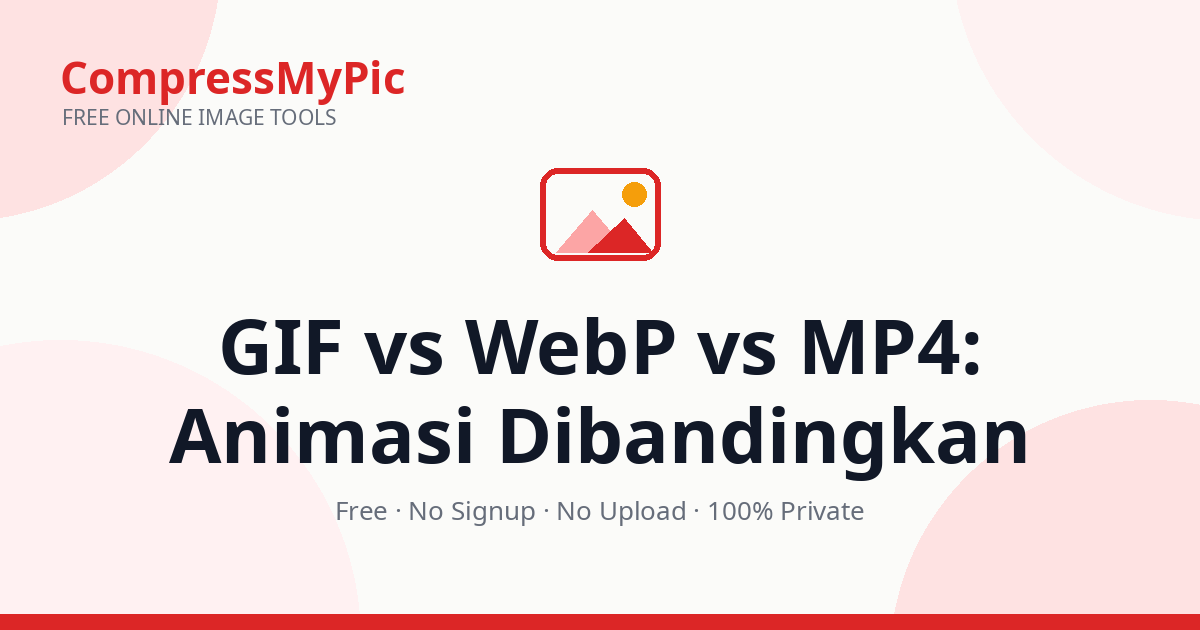 CompressMyPic
FREE ONLINE IMAGE TOOLS
GIF vs WebP vs MP4:
Animasi Dibandingkan
Free · No Signup · No Upload · 100% Private